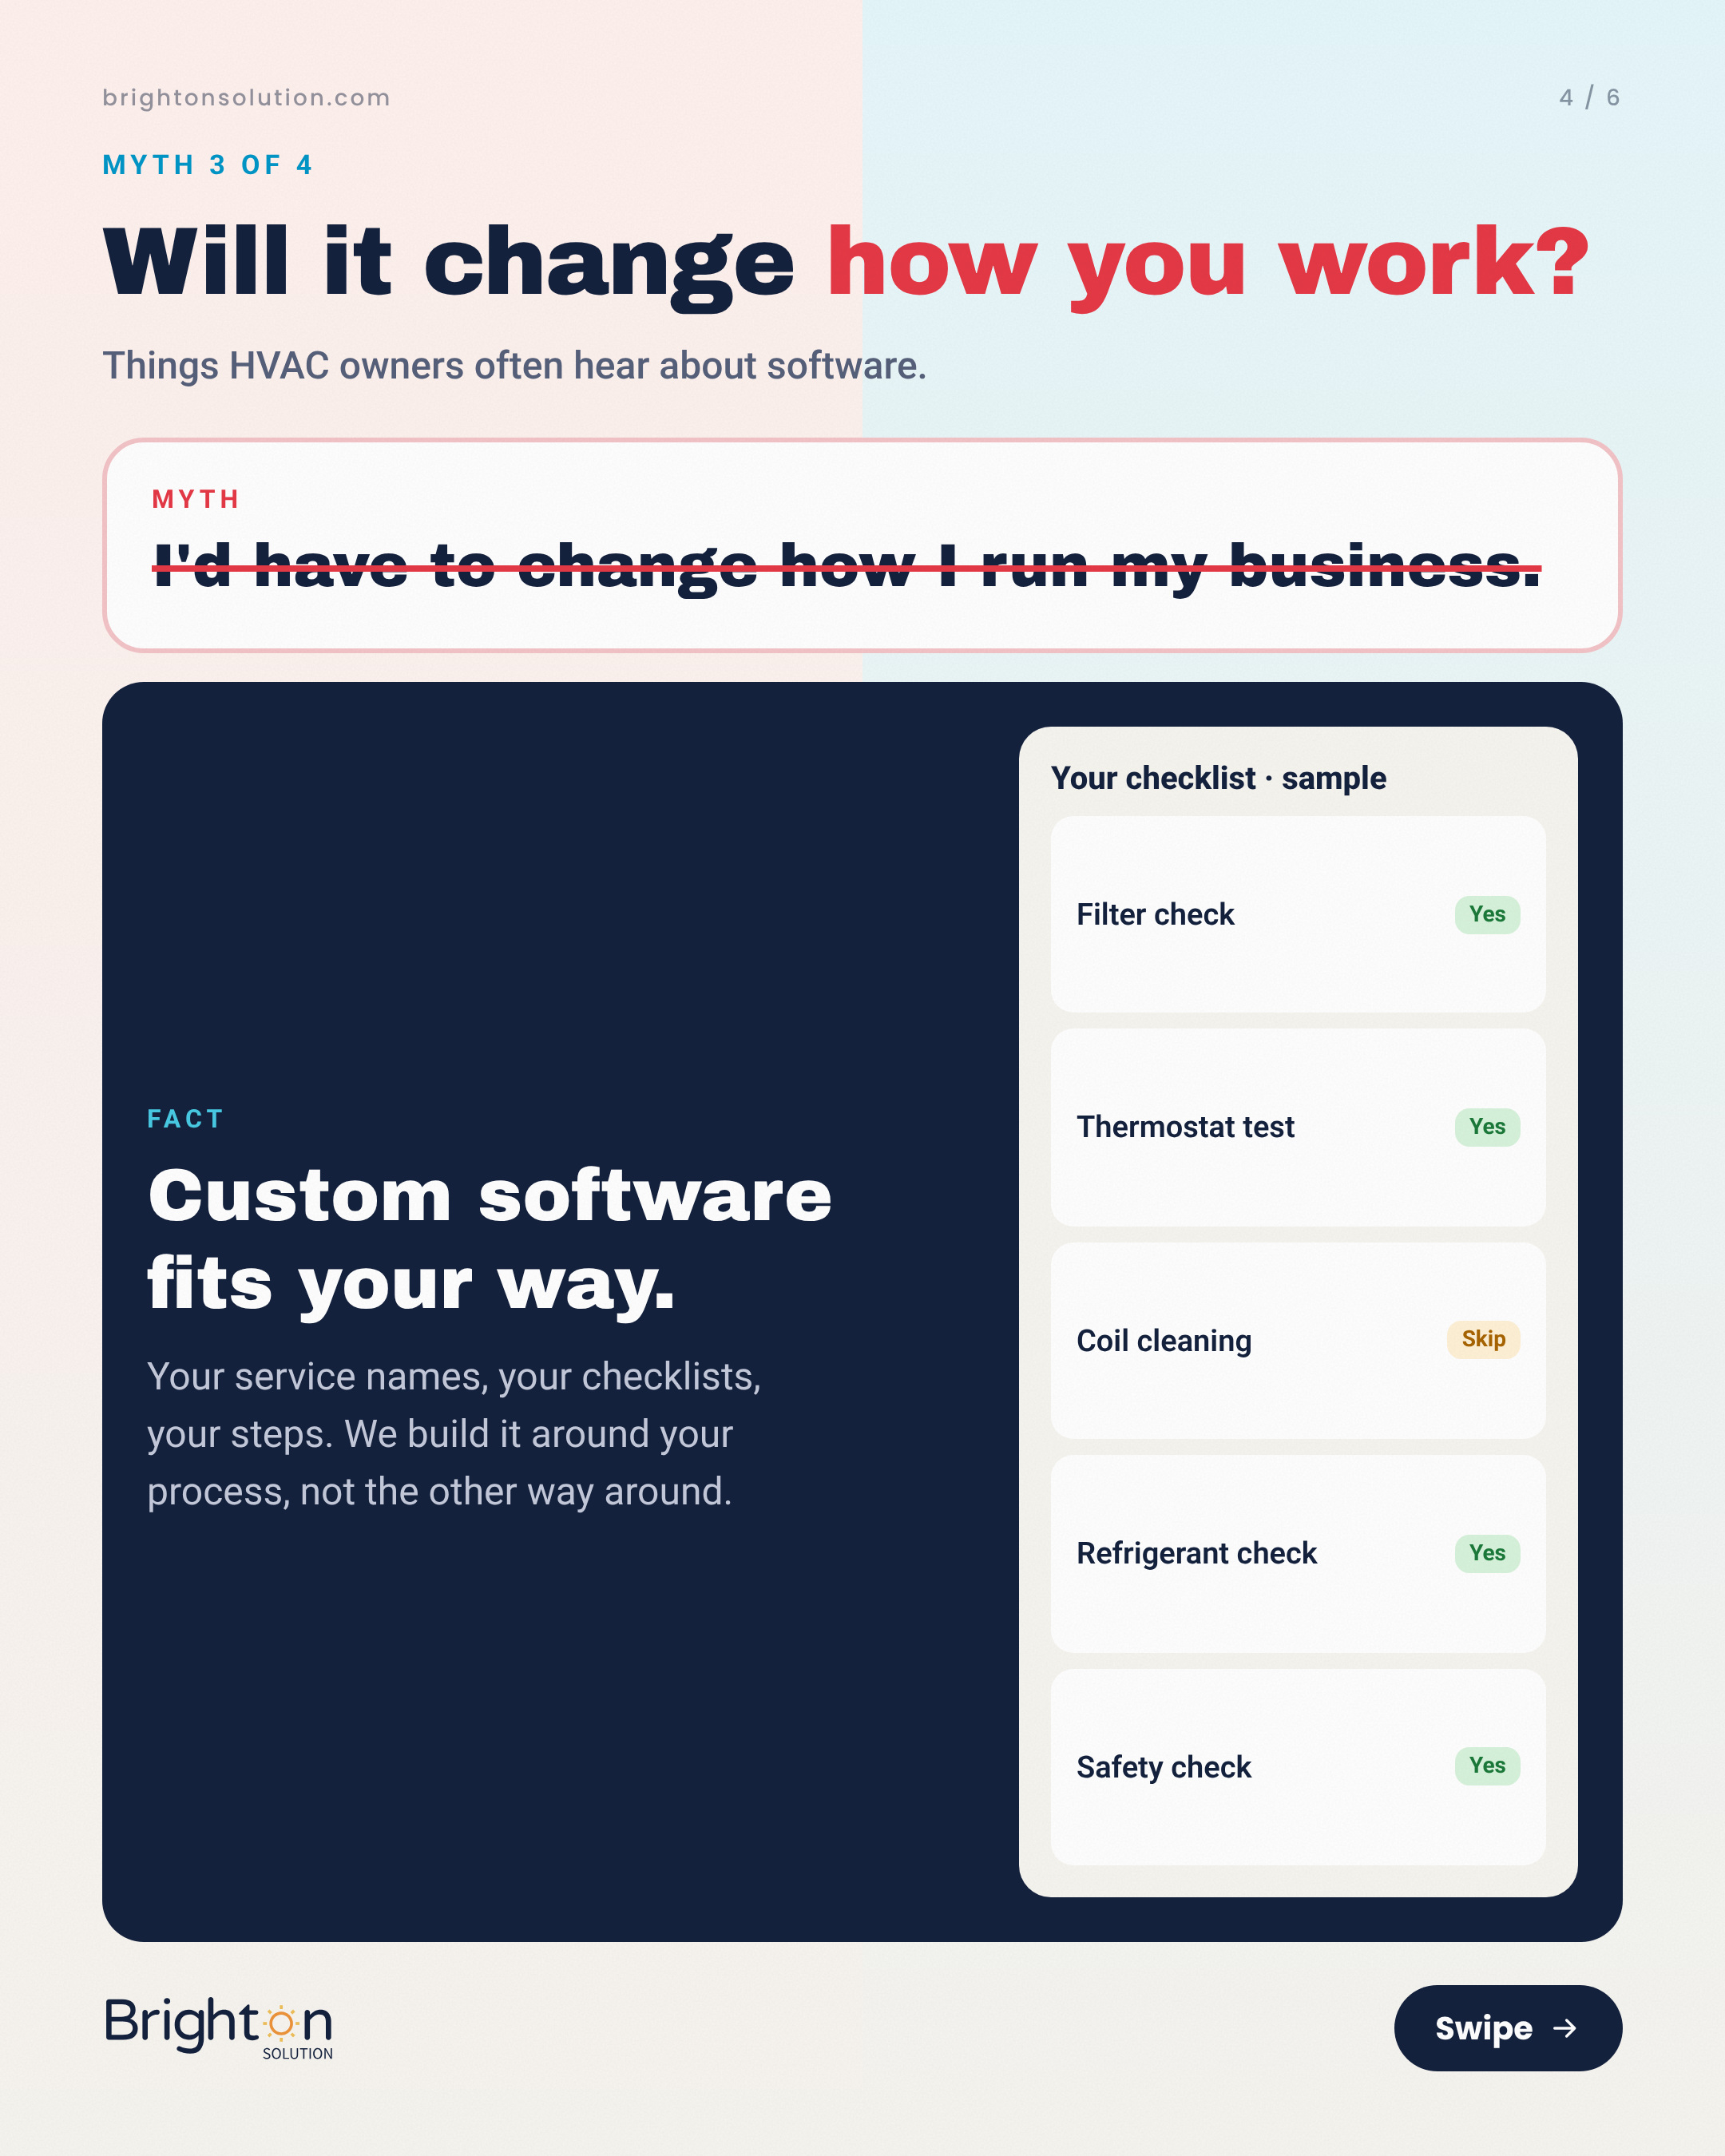 brightonsolution.com
4 / 6
MYTH 3 OF 4
Will it change how you work?
Things HVAC owners often hear about software.
MYTH
I'd have to change how I run my business.
FACT
Custom software
fits your way.
Your service names, your checklists,
your steps. We build it around your
process, not the other way around.
Your checklist · sample
Filter check Yes
Thermostat test Yes
Coil cleaning Skip
Refrigerant check Yes
Safety check Yes
Brighton
SOLUTION
Swipe →